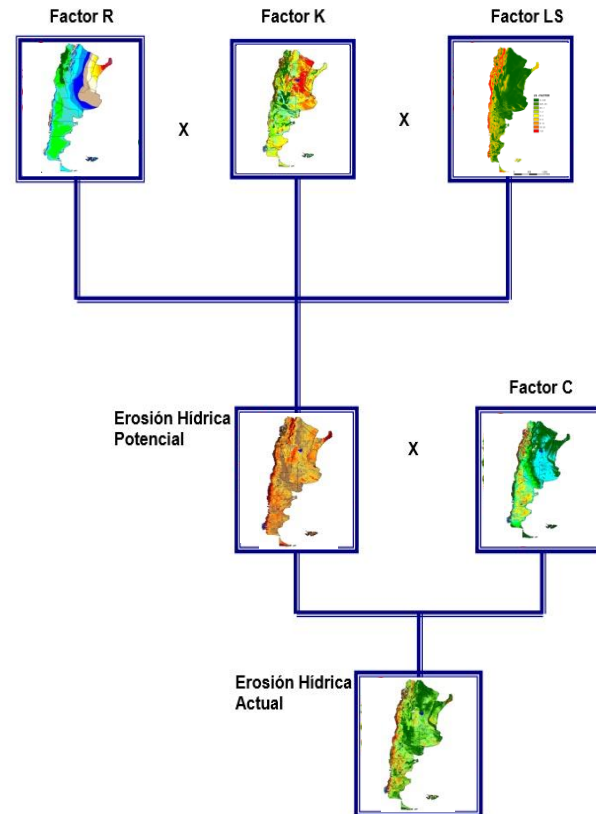 Factor R
Factor K
Factor LS
X
X
Erosión Hídrica
Potencial
X
Factor C
Erosión Hídrica
Actual